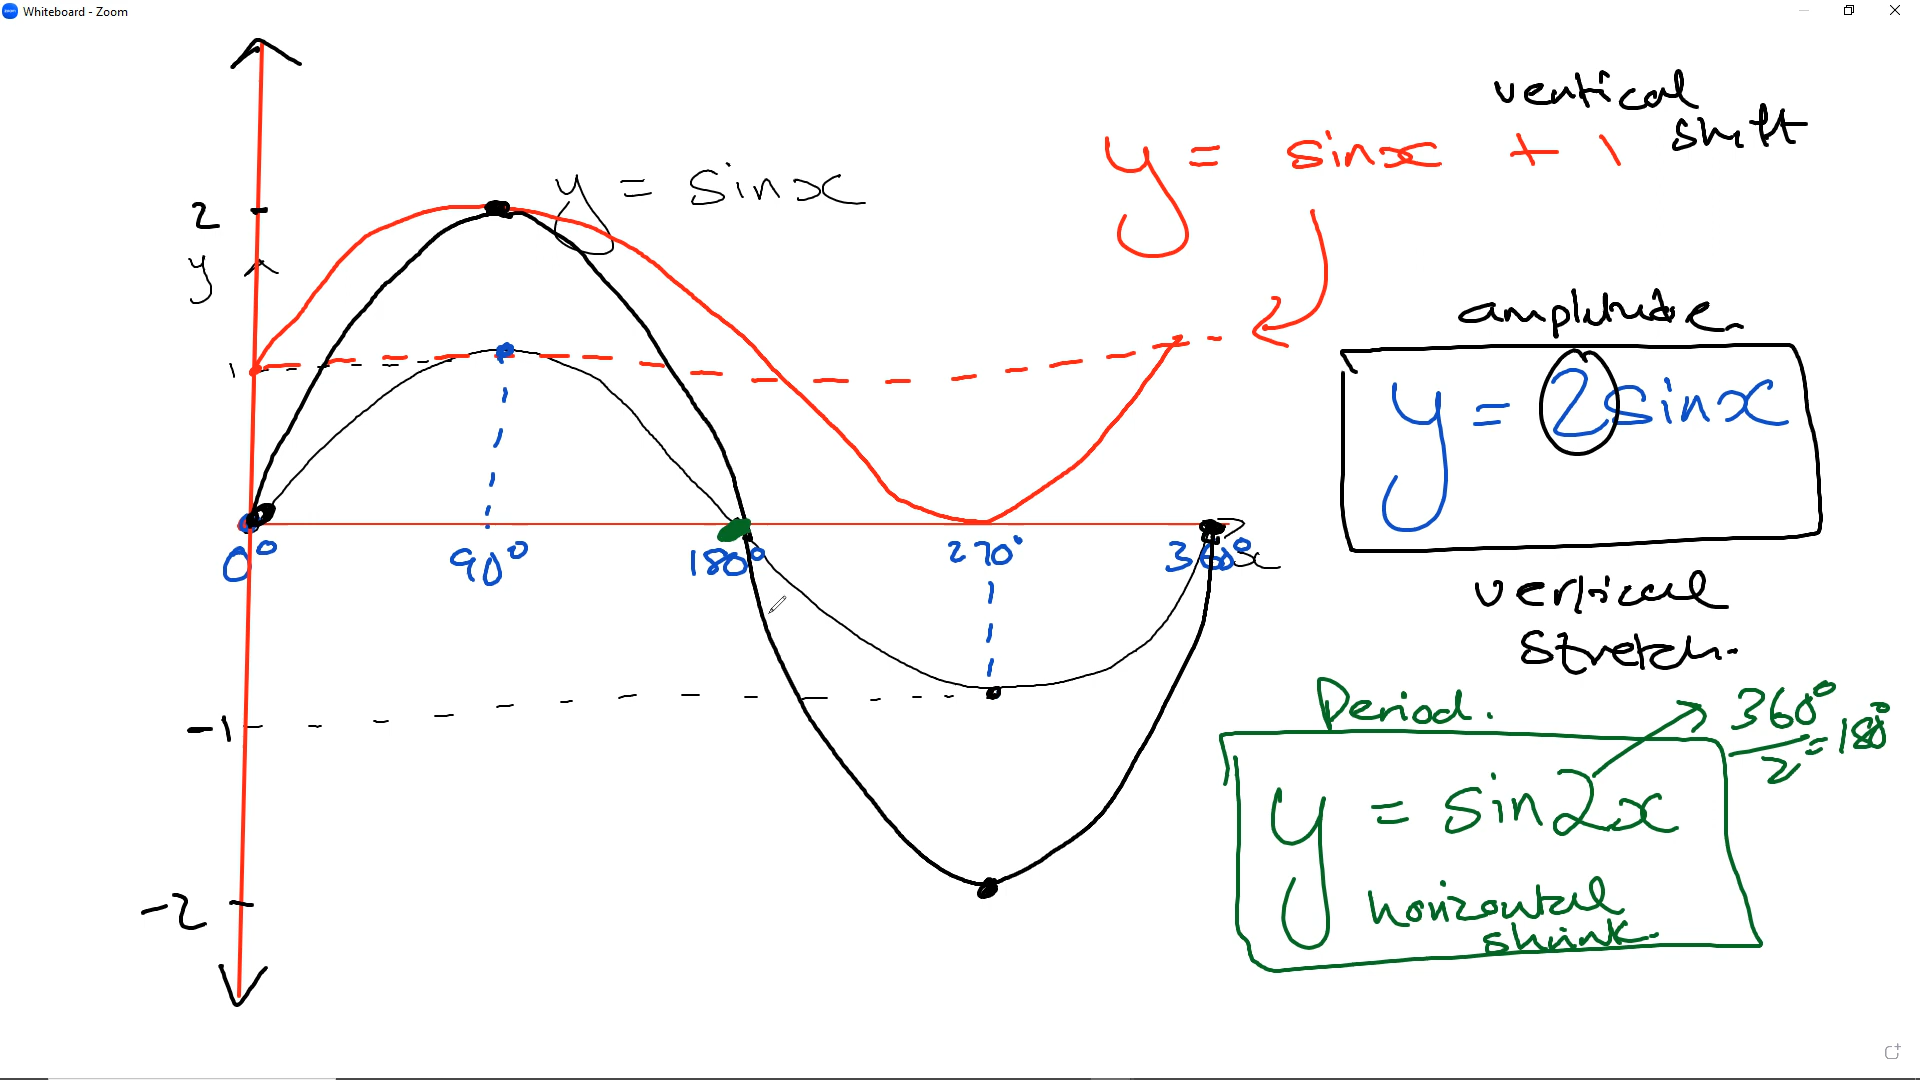 Whiteboard - Zoom
vertical
shift
y = sinx + 1
y = sinx
2
y
1
amplitude
y = 2sinx
0° 90° 180° 270° 360° x
vertical
stretch.
-1
Period.
360°
2
= 180°
y = sin2x
-2
horizontal
shrink.